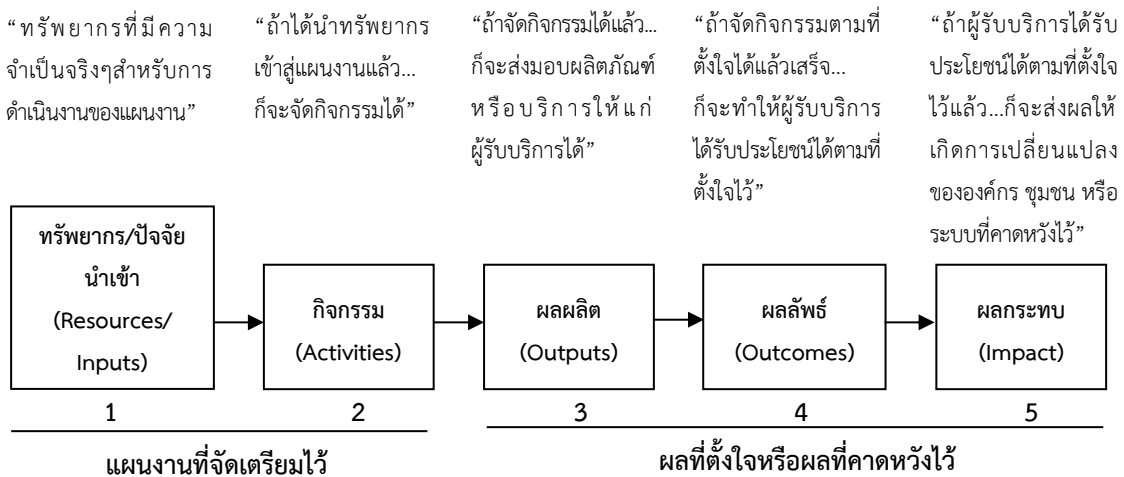 “ทรัพยากรที่มีความ
จำเป็นจริงๆสำหรับการ
ดำเนินงานของแผนงาน”
“ถ้าได้นำทรัพยากร
เข้าสู่แผนงานแล้ว...
ก็จะจัดกิจกรรมได้”
“ถ้าจัดกิจกรรมได้แล้ว...
ก็จะส่งมอบผลิตภัณฑ์
หรือบริการให้แก่
ผู้รับบริการได้”
“ถ้าจัดกิจกรรมตามที่
ตั้งใจได้แล้วเสร็จ...
ก็จะทำให้ผู้รับบริการ
ได้รับประโยชน์ได้ตามที่
ตั้งใจไว้”
“ถ้าผู้รับบริการได้รับ
ประโยชน์ได้ตามที่ตั้งใจ
ไว้แล้ว...ก็จะส่งผลให้
เกิดการเปลี่ยนแปลง
ขององค์กร ชุมชน หรือ
ระบบที่คาดหวังไว้”
ทรัพยากร/ปัจจัย
นำเข้า
(Resources/
Inputs)
กิจกรรม
(Activities)
ผลผลิต
(Outputs)
ผลลัพธ์
(Outcomes)
ผลกระทบ
(Impact)
1
2
3
4
5
แผนงานที่จัดเตรียมไว้
ผลที่ตั้งใจหรือผลที่คาดหวังไว้